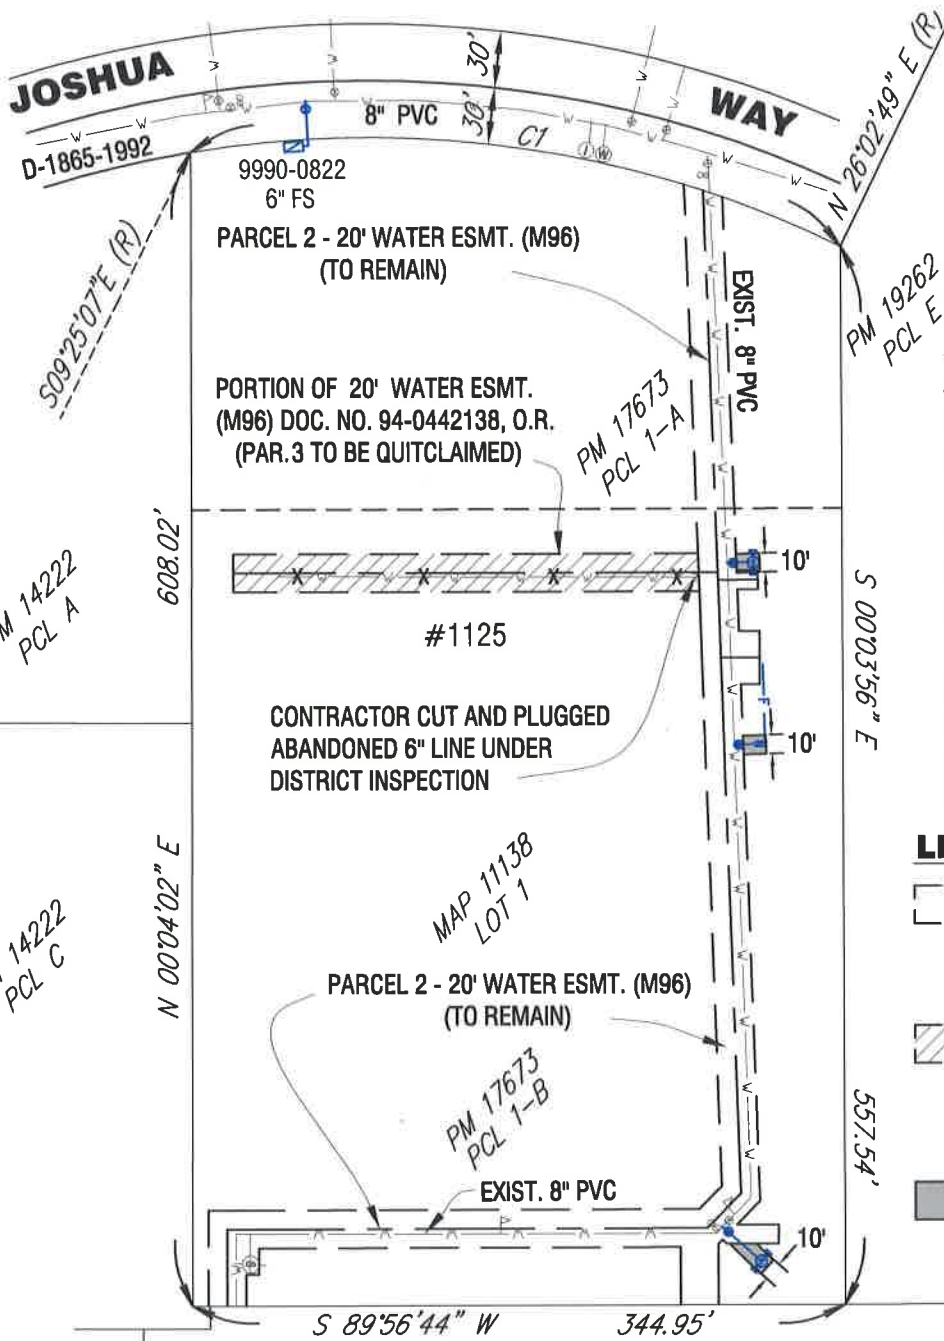 JOSHUA
WAY
30'
30'
8" PVC
C1
D-1865-1992
9990-0822
6" FS
N 26°02'49" E (R)
S09°25'07"E (R)
PARCEL 2 - 20' WATER ESMT. (M96)
(TO REMAIN)
EXIST. 8" PVC
PM 19262
PCL E
PORTION OF 20' WATER ESMT.
(M96) DOC. NO. 94-0442138, O.R.
(PAR.3 TO BE QUITCLAIMED)
PM 17673
PCL 1-A
608.02'
10'
M 14222
PCL A
#1125
S 00°03'56" E
CONTRACTOR CUT AND PLUGGED
ABANDONED 6" LINE UNDER
DISTRICT INSPECTION
10'
N 00°04'02" E
MAP 11138
LOT 1
14222
PCL C
PARCEL 2 - 20' WATER ESMT. (M96)
(TO REMAIN)
PM 17673
PCL 1-B
557.54'
EXIST. 8" PVC
10'
S 89°56'44" W 344.95'